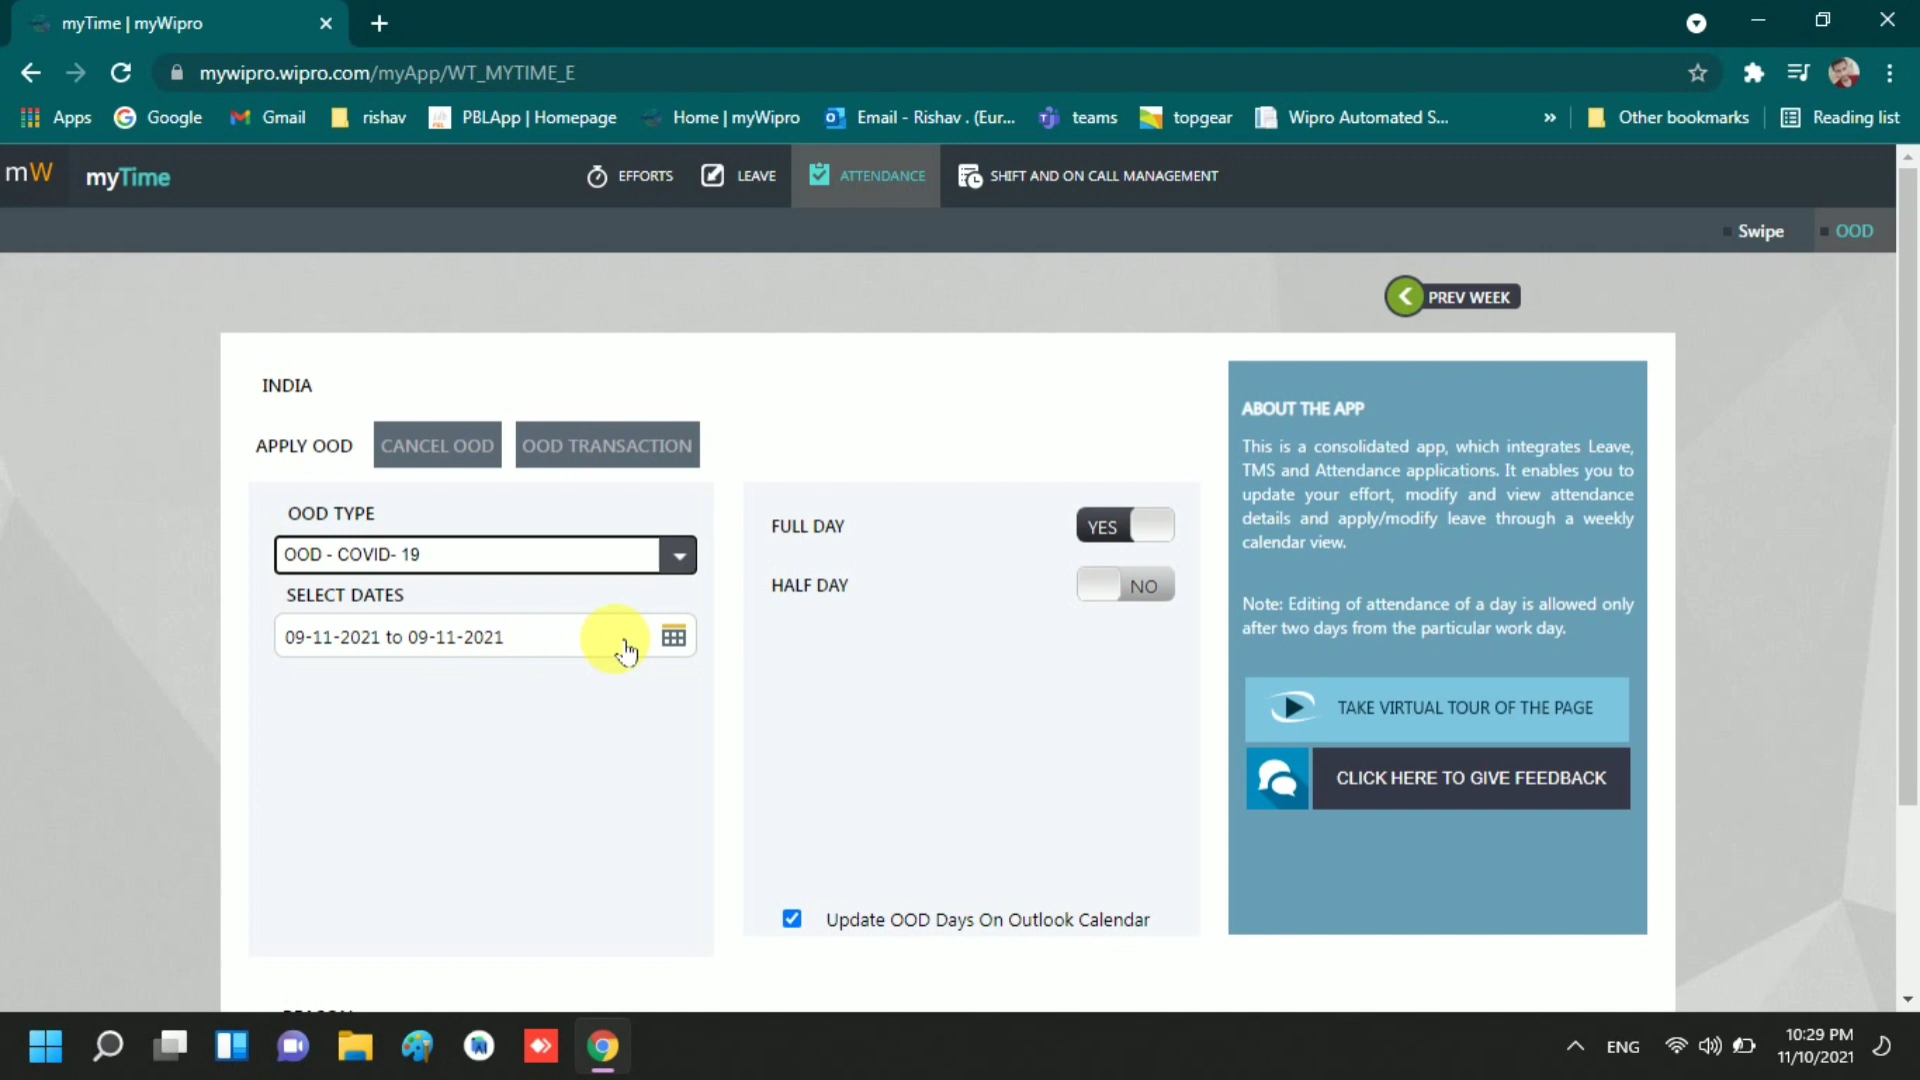 myTime | myWipro
mywipro.wipro.com/myApp/WT_MYTIME_E
Apps Google Gmail rishav PBLApp | Homepage Home | myWipro Email - Rishav . (Eur... teams topgear Wipro Automated S... » Other bookmarks Reading list
mW myTime EFFORTS LEAVE ATTENDANCE SHIFT AND ON CALL MANAGEMENT
Swipe OOD
PREV WEEK
INDIA
APPLY OOD CANCEL OOD OOD TRANSACTION
OOD TYPE
OOD - COVID- 19
SELECT DATES
09-11-2021 to 09-11-2021
FULL DAY YES
HALF DAY NO
Update OOD Days On Outlook Calendar
ABOUT THE APP
This is a consolidated app, which integrates Leave,
TMS and Attendance applications. It enables you to
update your effort, modify and view attendance
details and apply/modify leave through a weekly
calendar view.
Note: Editing of attendance of a day is allowed only
after two days from the particular work day.
TAKE VIRTUAL TOUR OF THE PAGE
CLICK HERE TO GIVE FEEDBACK
ENG
10:29 PM
11/10/2021